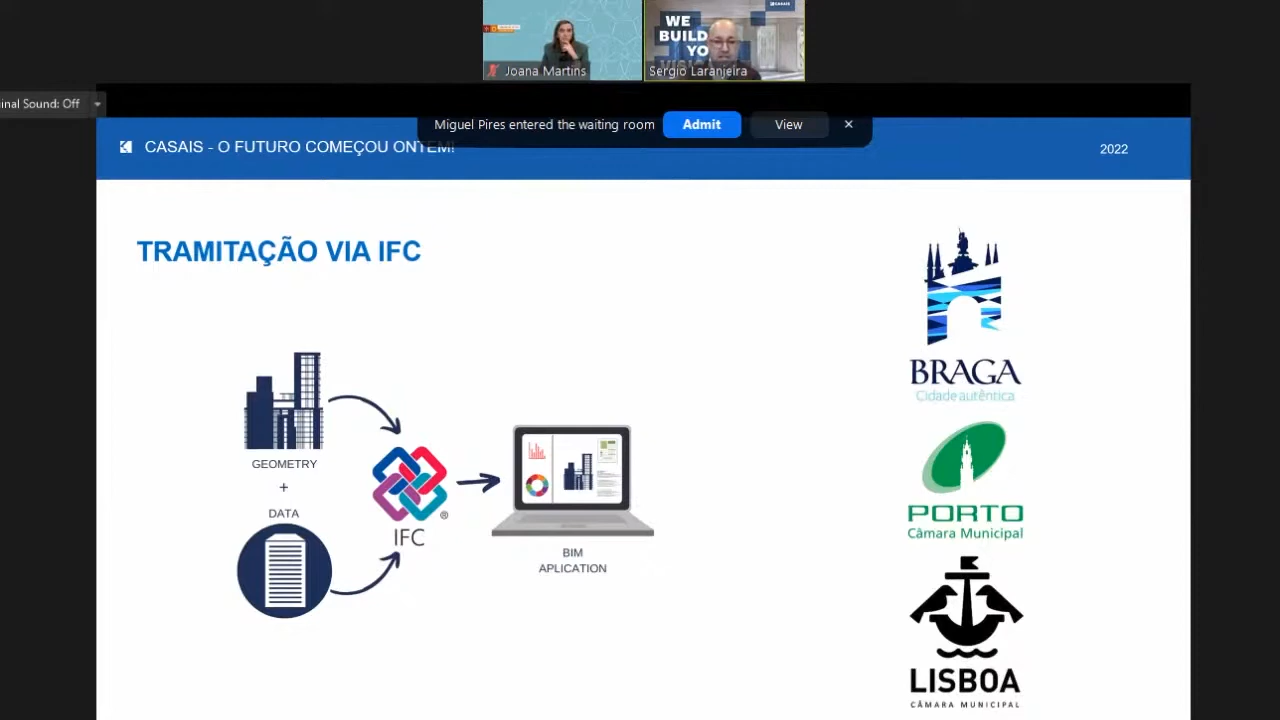 WE
BUILD
YO
CASAIS
Joana Martins
Sergio Laranjeira
inal Sound: Off
Miguel Pires entered the waiting room
Admit
View
CASAIS - O FUTURO COMEÇOU ONTEM!
2022
TRAMITAÇÃO VIA IFC
GEOMETRY
+
DATA
IFC
®
BIM
APLICATION
BRAGA
Cidade autêntica
PORTO
Câmara Municipal
LISBOA
CÂMARA MUNICIPAL